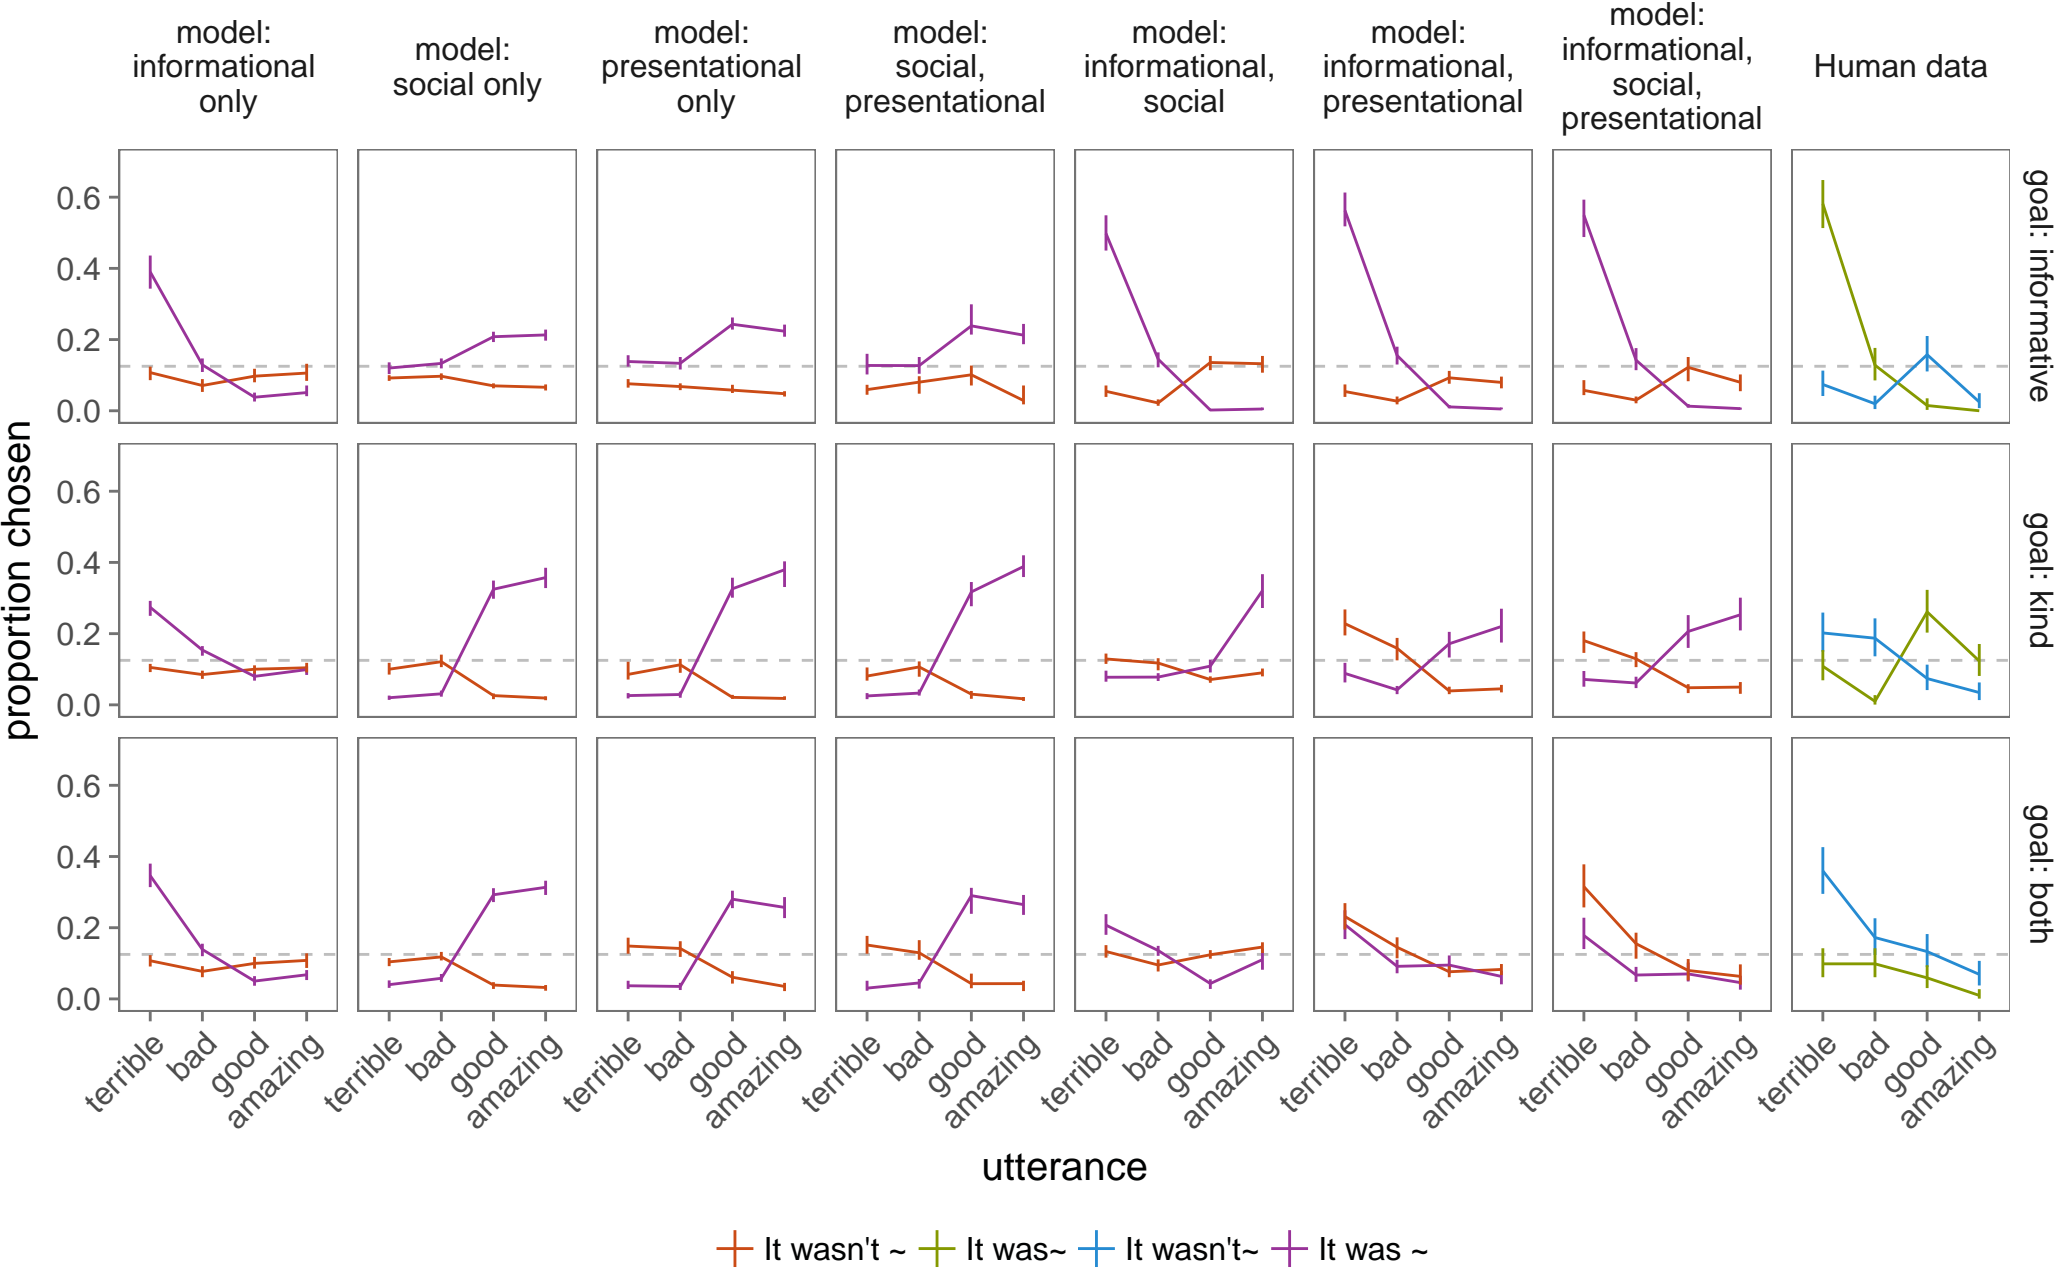 model:
informational
only
model:
social only
model:
presentational
only
model:
social,
presentational
model:
informational,
social
model:
informational,
presentational
model:
informational,
social,
presentational
Human data
proportion chosen
0.6
0.4
0.2
0.0
goal: informative
0.6
0.4
0.2
0.0
goal: kind
0.6
0.4
0.2
0.0
goal: both
terrible
bad
good
amazing
terrible
bad
good
amazing
terrible
bad
good
amazing
terrible
bad
good
amazing
terrible
bad
good
amazing
terrible
bad
good
amazing
terrible
bad
good
amazing
terrible
bad
good
amazing
utterance
It wasn't ~ It was~ It wasn't~ It was ~